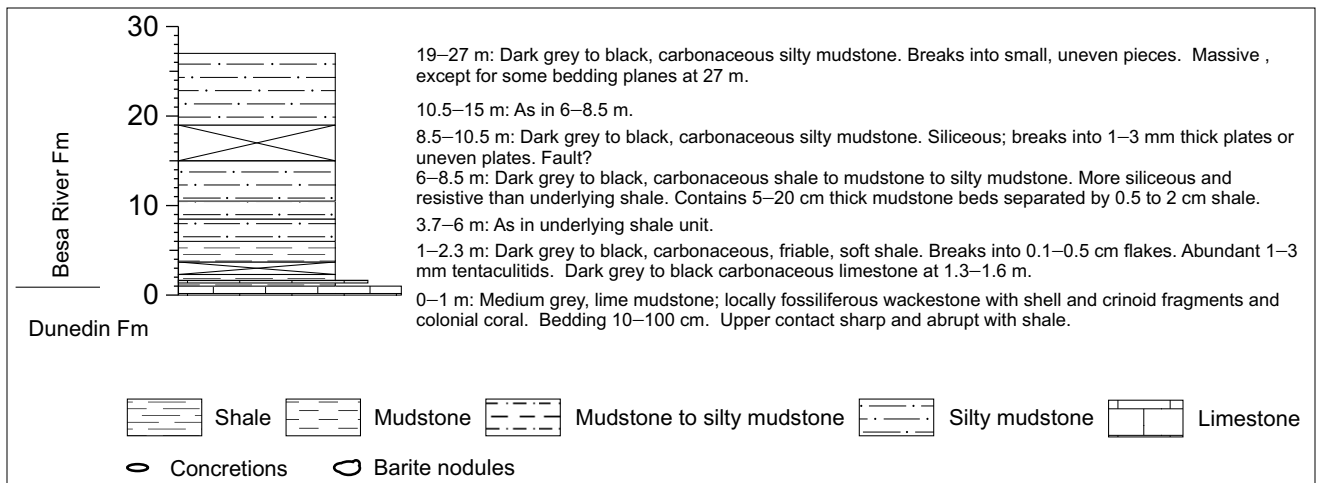 30
20
10
0
Besa River Fm
Dunedin Fm
19–27 m: Dark grey to black, carbonaceous silty mudstone. Breaks into small, uneven pieces.  Massive ,
except for some bedding planes at 27 m.
10.5–15 m: As in 6–8.5 m.
8.5–10.5 m: Dark grey to black, carbonaceous silty mudstone. Siliceous; breaks into 1–3 mm thick plates or
uneven plates. Fault?
6–8.5 m: Dark grey to black, carbonaceous shale to mudstone to silty mudstone. More siliceous and
resistive than underlying shale. Contains 5–20 cm thick mudstone beds separated by 0.5 to 2 cm shale.
3.7–6 m: As in underlying shale unit.
1–2.3 m: Dark grey to black, carbonaceous, friable, soft shale. Breaks into 0.1–0.5 cm flakes. Abundant 1–3
mm tentaculitids.  Dark grey to black carbonaceous limestone at 1.3–1.6 m.
0–1 m: Medium grey, lime mudstone; locally fossiliferous wackestone with shell and crinoid fragments and
colonial coral.  Bedding 10–100 cm.  Upper contact sharp and abrupt with shale.
Shale
Mudstone
Mudstone to silty mudstone
Silty mudstone
Limestone
Concretions
Barite nodules